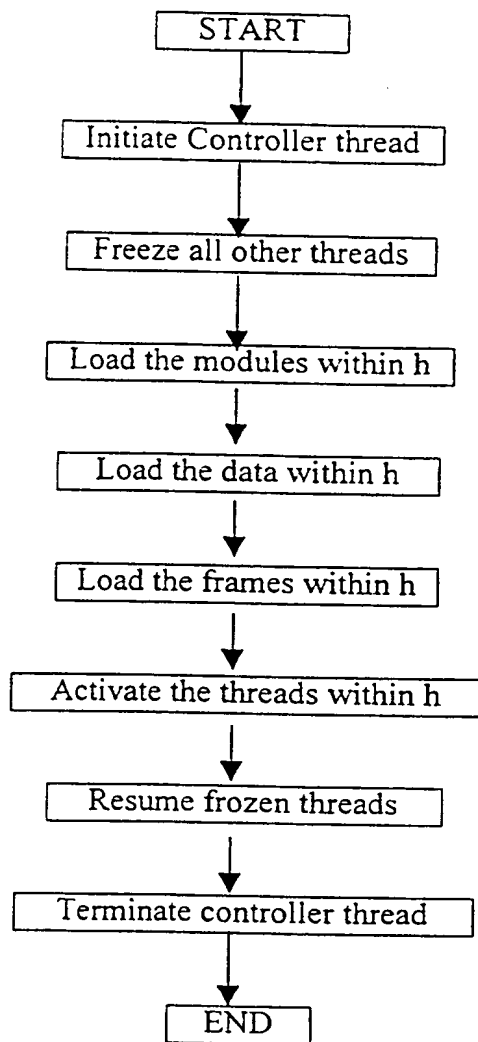 START
Initiate Controller thread
Freeze all other threads
Load the modules within h
Load the data within h
Load the frames within h
Activate the threads within h
Resume frozen threads
Terminate controller thread
END